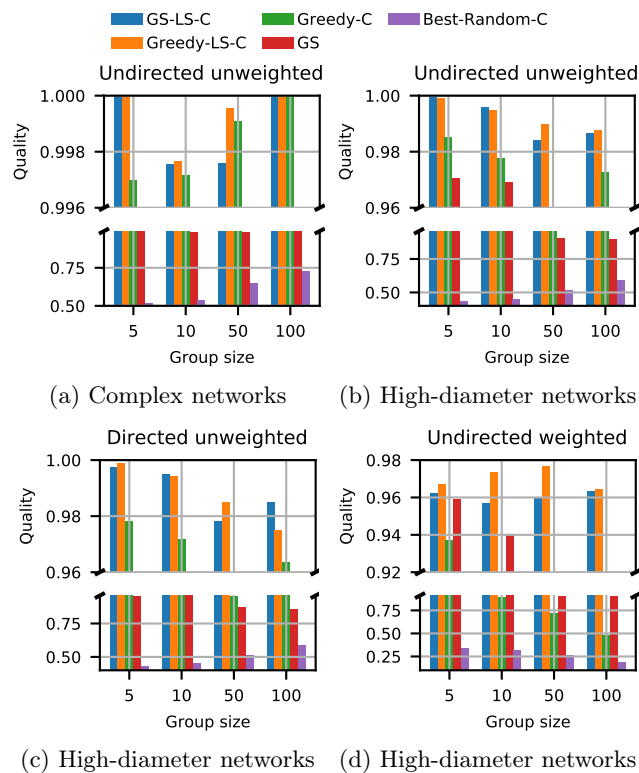 GS-LS-C Greedy-C Best-Random-C
Greedy-LS-C GS
Undirected unweighted Undirected unweighted
1.000 1.00
0.998 0.98
0.996 0.96
Quality Quality
0.75 0.75
0.50 0.50
5 10 50 100 5 10 50 100
Group size Group size
(a) Complex networks (b) High-diameter networks
Directed unweighted Undirected weighted
1.00 0.98
0.96
0.98 0.94
0.96 0.92
Quality Quality
0.75 0.75
0.50
0.50 0.25
5 10 50 100 5 10 50 100
Group size Group size
(c) High-diameter networks (d) High-diameter networks